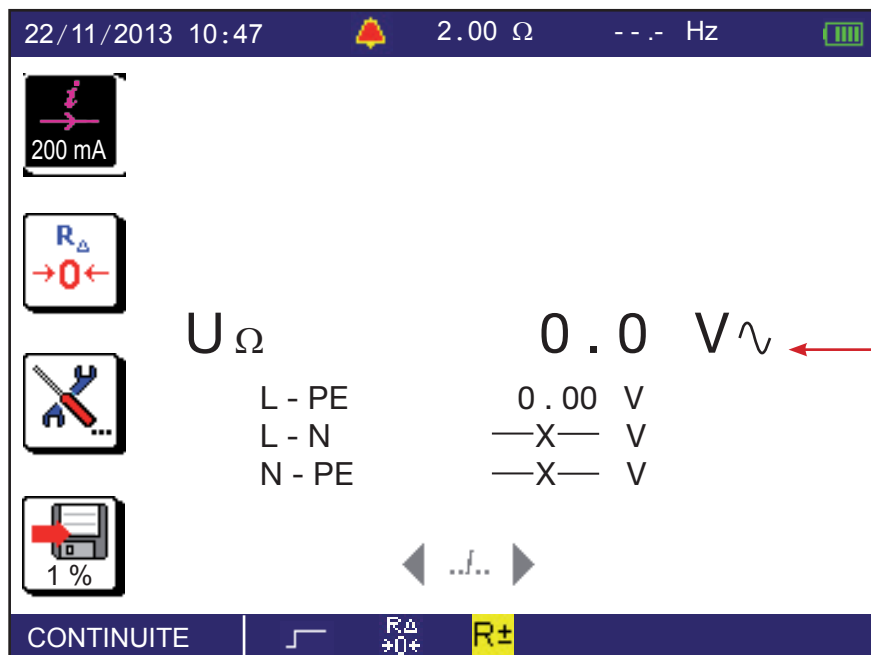 22/11/2013 10:47 2.00 Ω - - .- Hz
i
200 mA
R△
→0←
UΩ 0.0 V∿
L - PE 0.00 V
L - N —X— V
N - PE —X— V
...
1 %
CONTINUITE R△ →0← R±